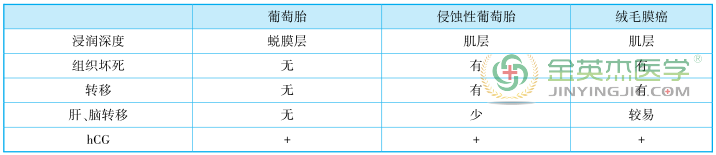 葡萄胎 侵蚀性葡萄胎 绒毛膜癌
浸润深度 蜕膜层 肌层 肌层
组织坏死 无 有 有
转移 无 有 有
肝、脑转移 无 少 较易
hCG + + +
金英杰医学®
JINYINGJIE.COM